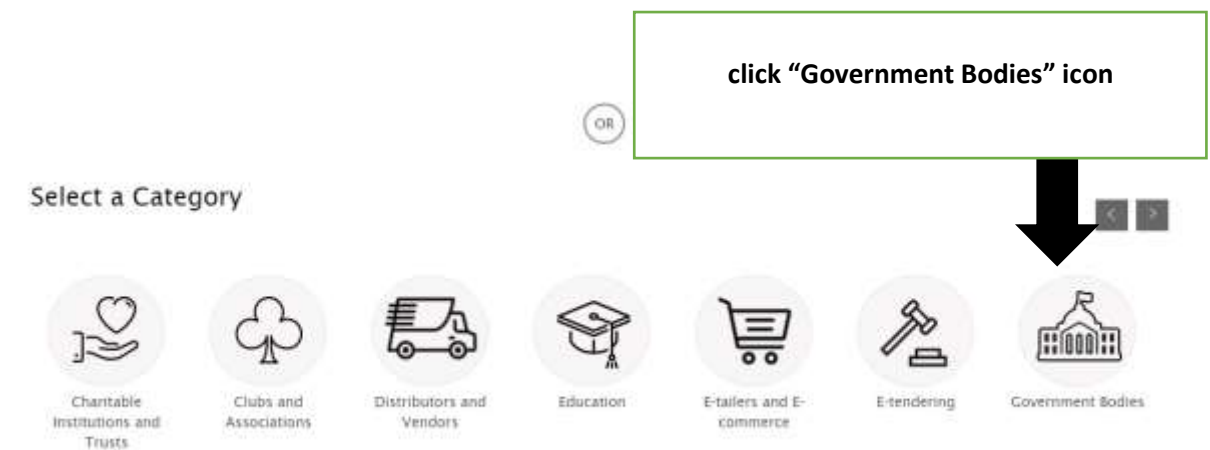 click “Government Bodies” icon
OR
Select a Category
< >
Charitable
Institutions and
Trusts
Clubs and
Associations
Distributors and
Vendors
Education
E-tailers and E-
commerce
E-tendering
Government Bodies